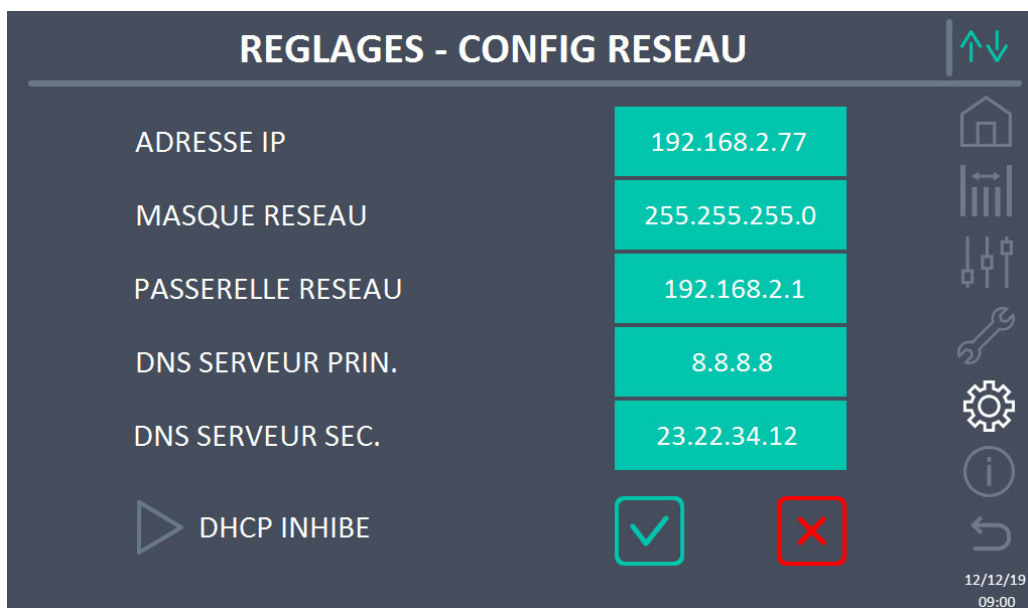 REGLAGES - CONFIG RESEAU
ADRESSE IP 192.168.2.77
MASQUE RESEAU 255.255.255.0
PASSERELLE RESEAU 192.168.2.1
DNS SERVEUR PRIN. 8.8.8.8
DNS SERVEUR SEC. 23.22.34.12
DHCP INHIBE
12/12/19
09:00